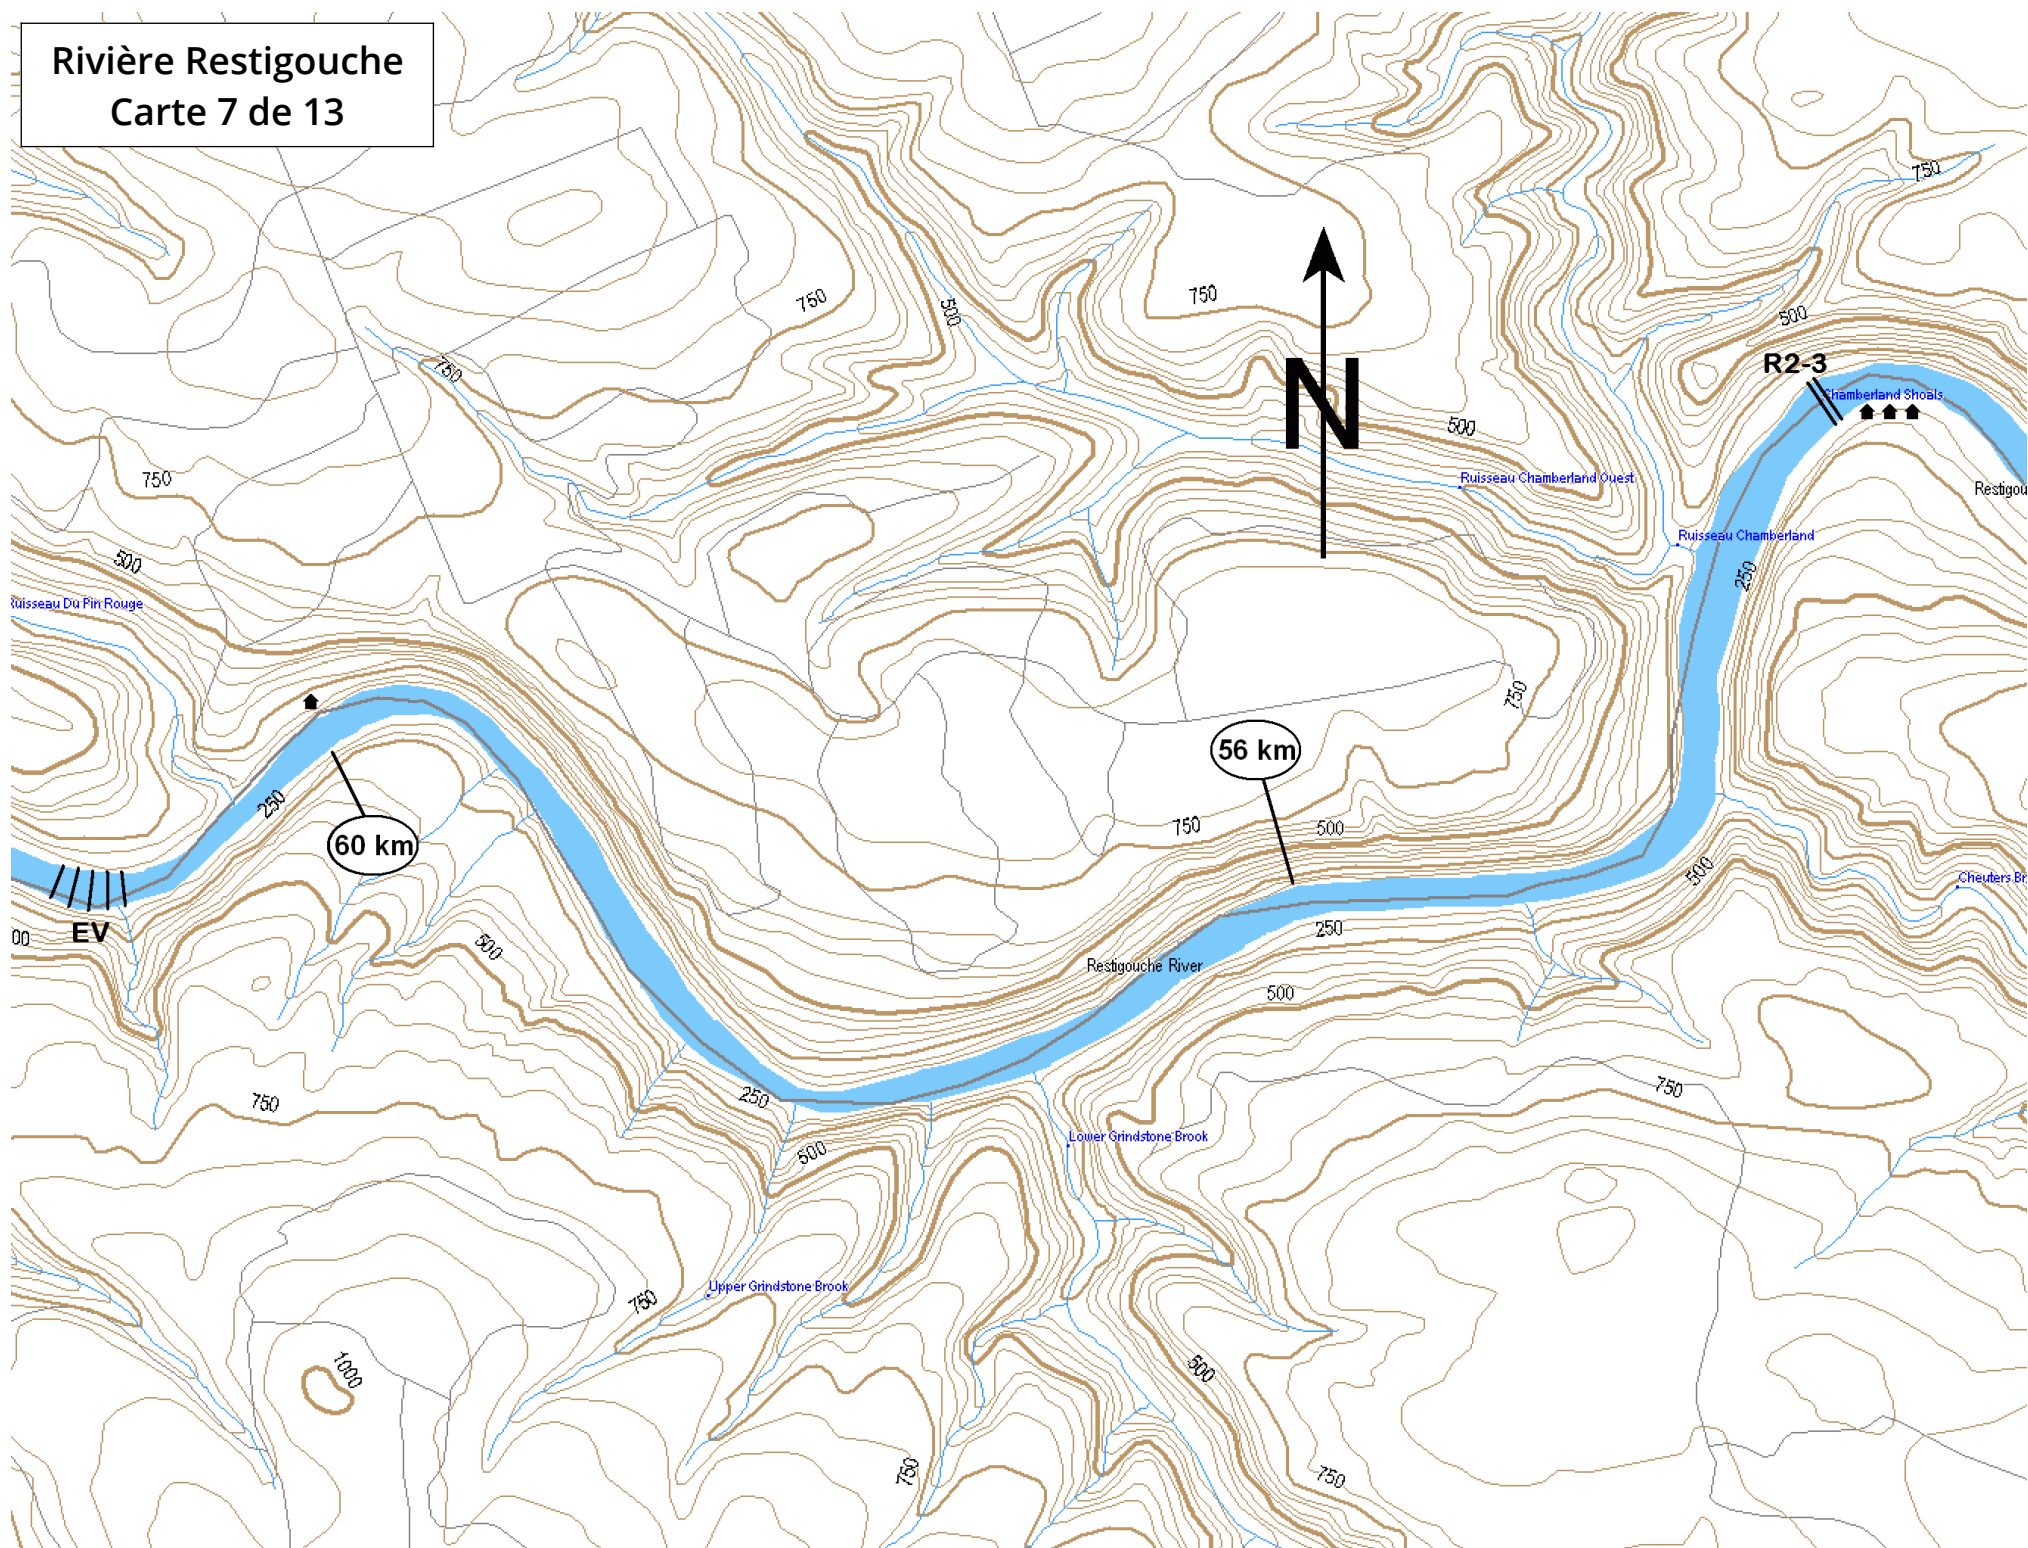 Rivière Restigouche
Carte 7 de 13
750
500
750
750
500
R2-3
Chamberland Shoals
750
N
500
750
Ruisseau Chamberland Ouest
Restigou
Ruisseau Chamberland
500
250
Ruisseau Du Pin Rouge
750
56 km
250
750
500
60 km
500
Cheuters Br
EV
00
500
250
Restigouche River
500
750
250
750
Lower Grindstone Brook
500
Upper Grindstone Brook
750
1000
500
750
750